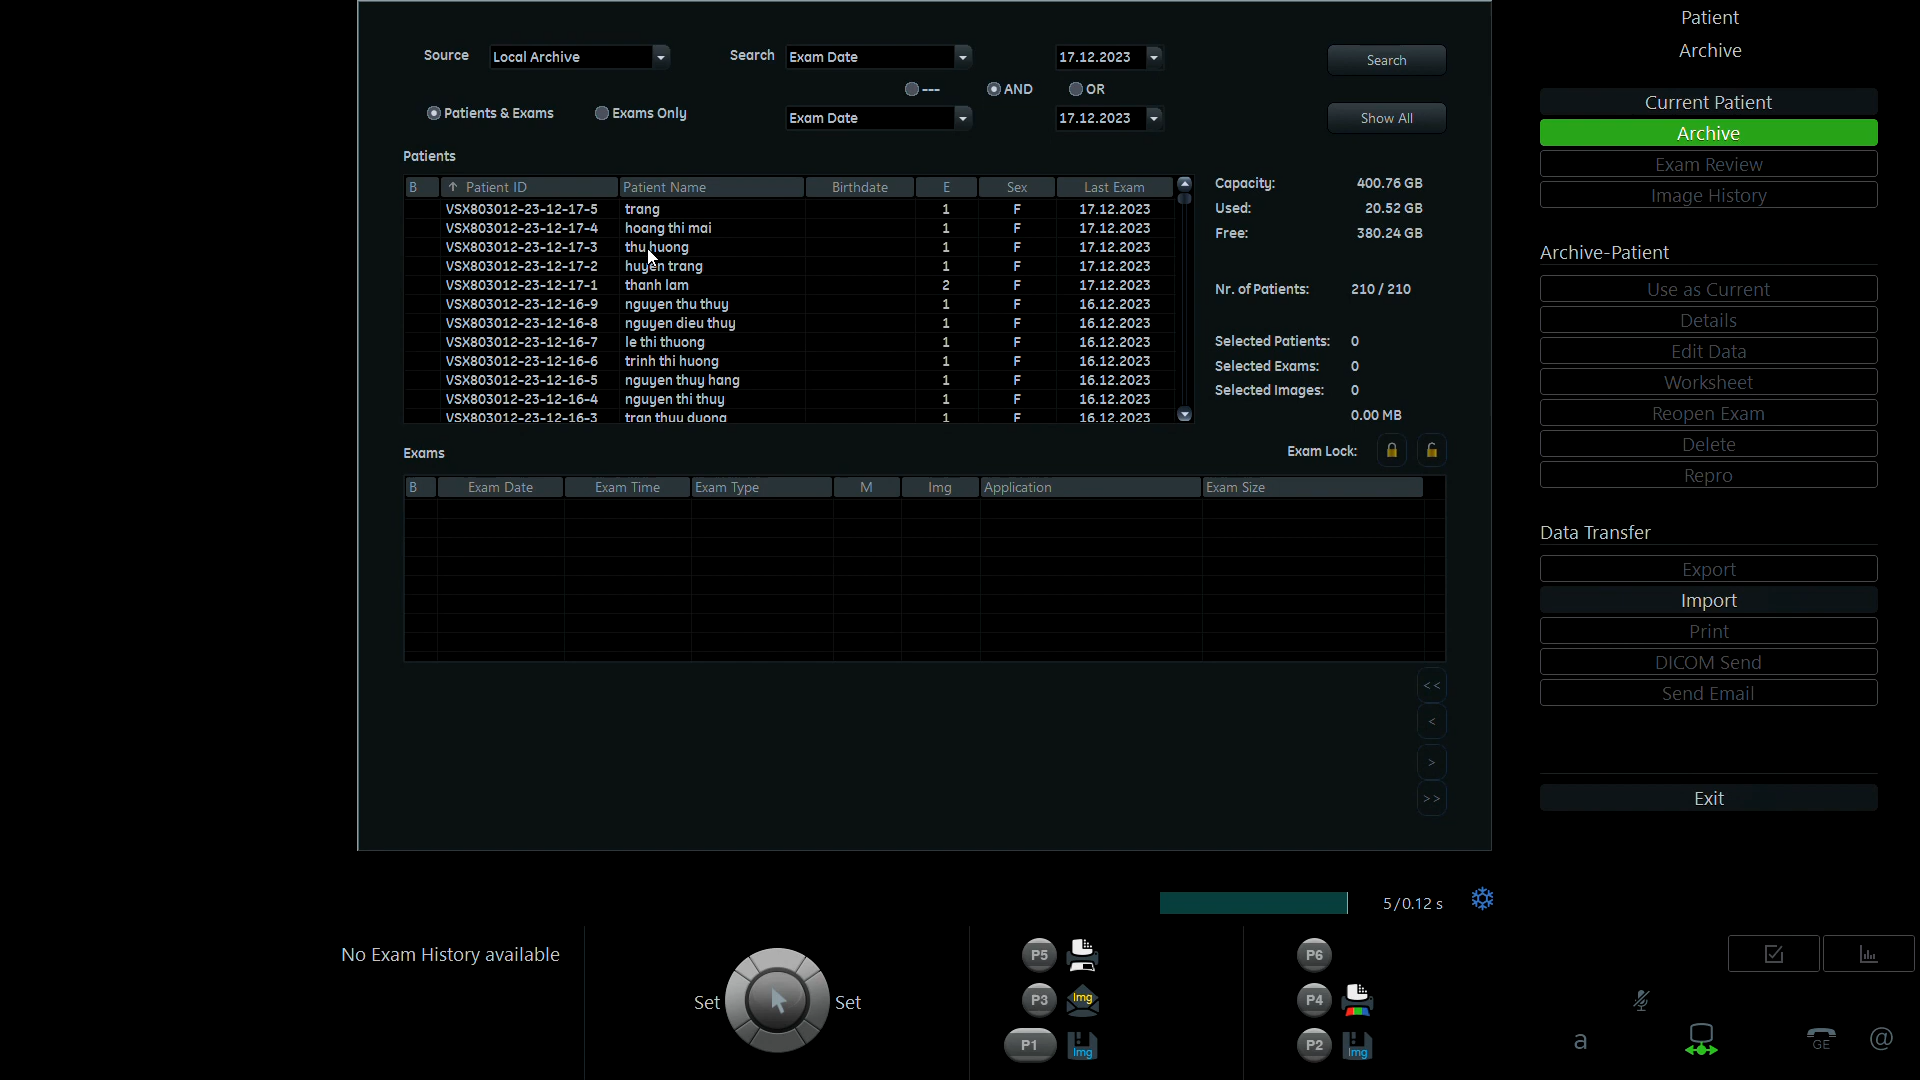 Patient
Archive
Source Local Archive Search Exam Date 17.12.2023 Search
--- AND OR
Patients & Exams Exams Only Exam Date 17.12.2023 Show All
Current Patient
Archive
Exam Review
Image History
Patients
B Patient ID Patient Name Birthdate E Sex Last Exam
VSX803012-23-12-17-5 trang 1 F 17.12.2023
VSX803012-23-12-17-4 hoang thi mai 1 F 17.12.2023
VSX803012-23-12-17-3 thu huong 1 F 17.12.2023
VSX803012-23-12-17-2 huyen trang 1 F 17.12.2023
VSX803012-23-12-17-1 thanh lam 2 F 17.12.2023
VSX803012-23-12-16-9 nguyen thu thuy 1 F 16.12.2023
VSX803012-23-12-16-8 nguyen dieu thuy 1 F 16.12.2023
VSX803012-23-12-16-7 le thi thuong 1 F 16.12.2023
VSX803012-23-12-16-6 trinh thi huong 1 F 16.12.2023
VSX803012-23-12-16-5 nguyen thuy hang 1 F 16.12.2023
VSX803012-23-12-16-4 nguyen thi thuy 1 F 16.12.2023
VSX803012-23-12-16-3 tran thuy duong 1 F 16.12.2023
Capacity: 400.76 GB
Used: 20.52 GB
Free: 380.24 GB
Nr. of Patients: 210 / 210
Selected Patients: 0
Selected Exams: 0
Selected Images: 0
0.00 MB
Archive-Patient
Use as Current
Details
Edit Data
Worksheet
Reopen Exam
Delete
Repro
Exams Exam Lock:
B Exam Date Exam Time Exam Type M Img Application Exam Size
Data Transfer
Export
Import
Print
DICOM Send
Send Email
<<
<
>
>>
Exit
5/0.12 s
No Exam History available
Set Set
P5 P6
P3 Img P4
P1 Img P2 Img
a GE @